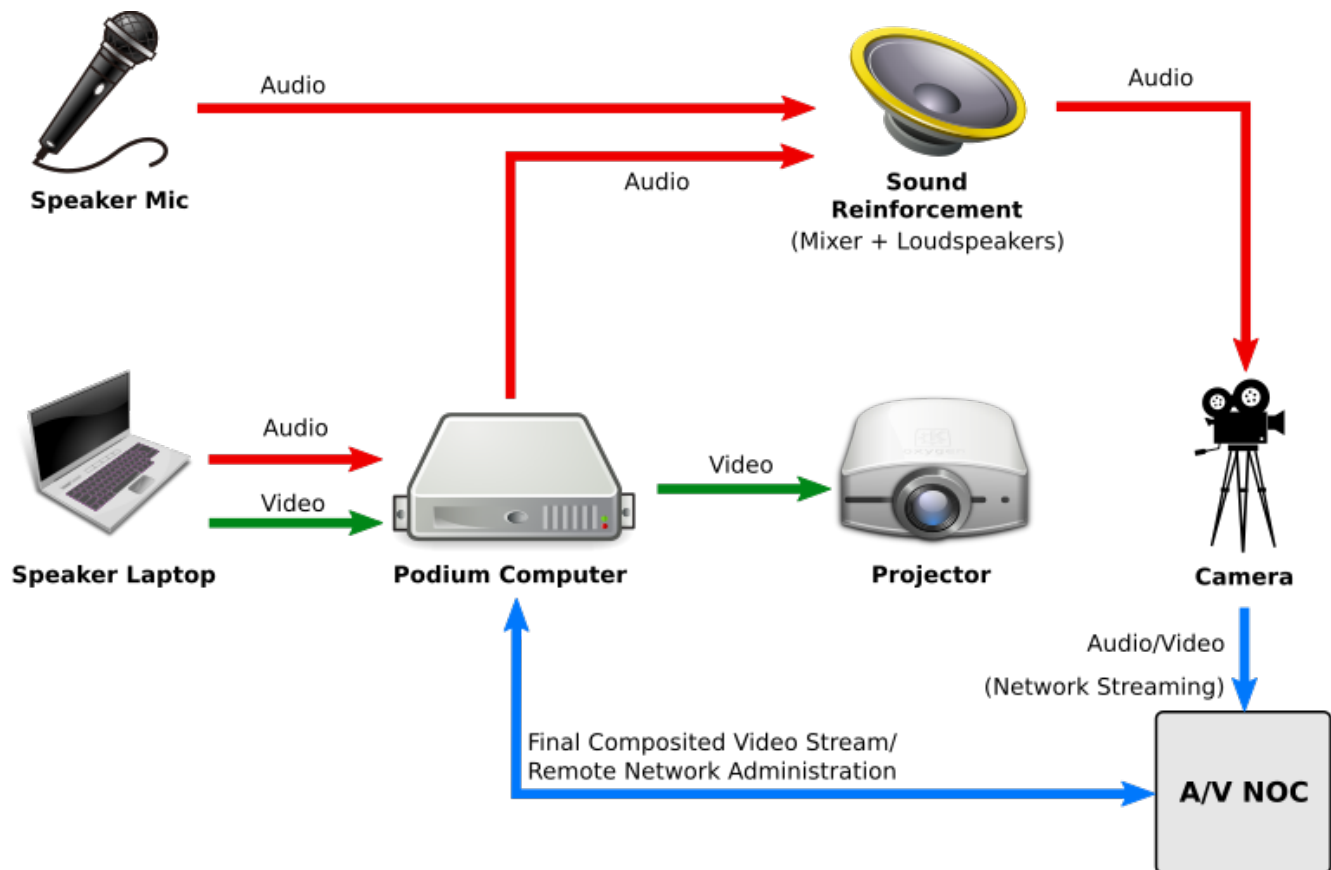 Audio
Audio
Speaker Mic
Audio
Sound
Reinforcement
(Mixer + Loudspeakers)
Audio
Video
Speaker Laptop
Podium Computer
Video
Projector
Camera
Audio/Video
(Network Streaming)
Final Composited Video Stream/
Remote Network Administration
A/V NOC